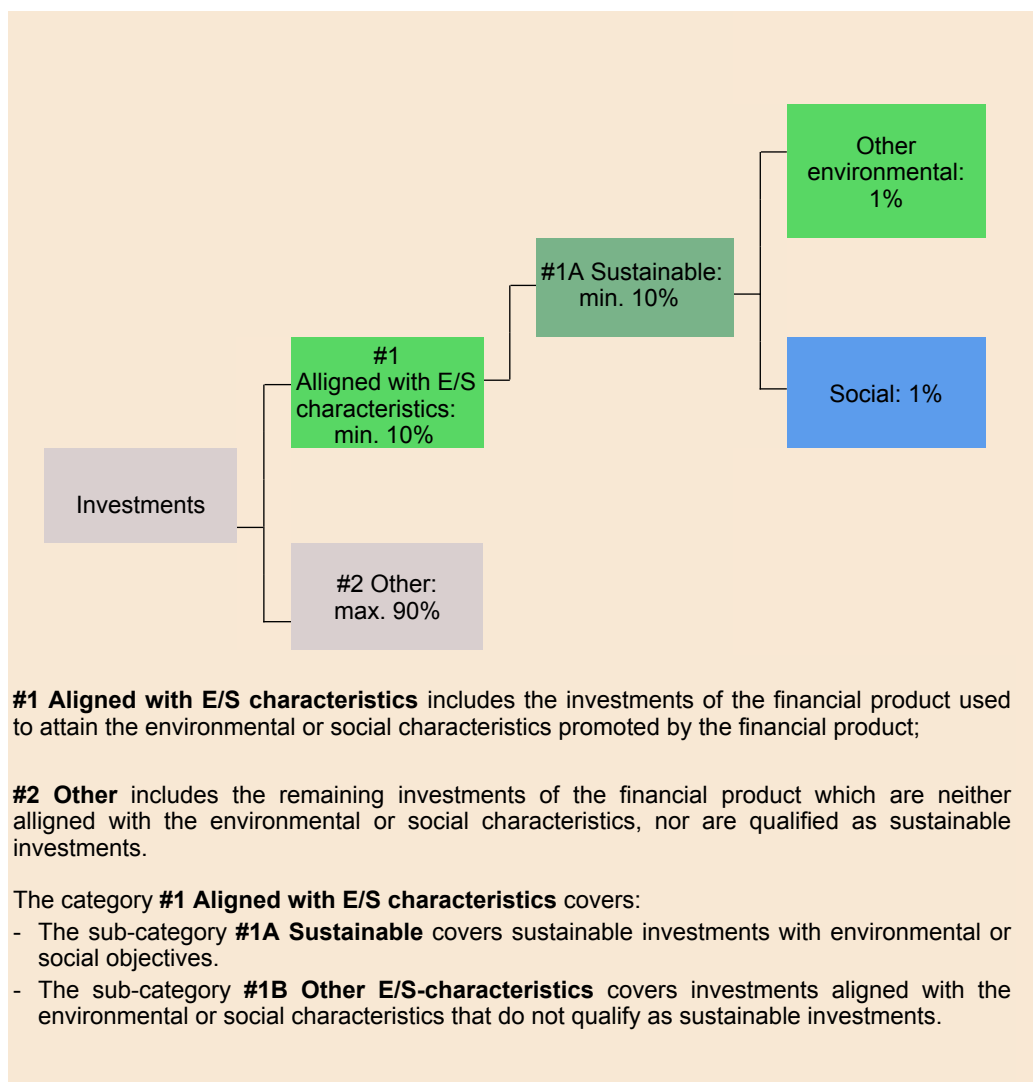 Other
environmental:
1%
#1A Sustainable:
min. 10%
#1
Alligned with E/S
characteristics:
min. 10%
Social: 1%
Investments
#2 Other:
max. 90%
#1 Aligned with E/S characteristics includes the investments of the financial product used
to attain the environmental or social characteristics promoted by the financial product;
#2 Other includes the remaining investments of the financial product which are neither
alligned with the environmental or social characteristics, nor are qualified as sustainable
investments.
The category #1 Aligned with E/S characteristics covers:
- The sub-category #1A Sustainable covers sustainable investments with environmental or
social objectives.
- The sub-category #1B Other E/S-characteristics covers investments aligned with the
environmental or social characteristics that do not qualify as sustainable investments.